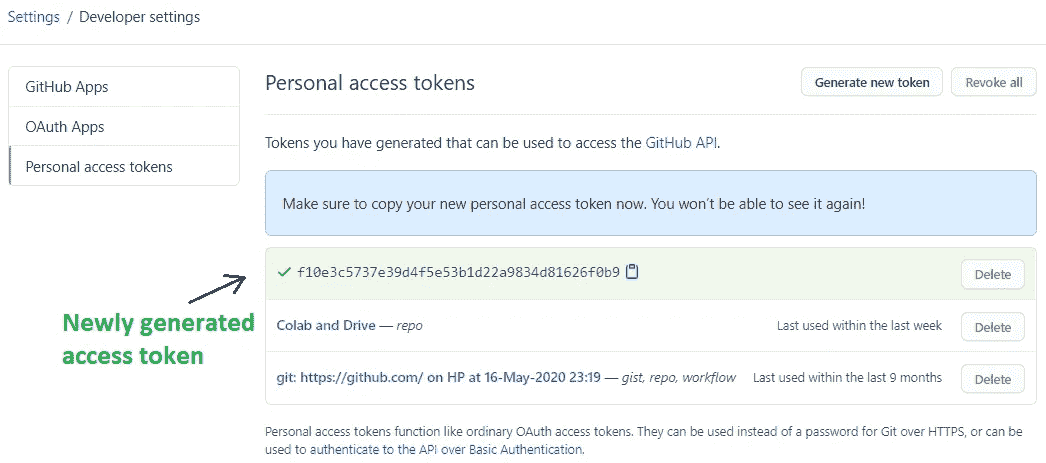 Settings / Developer settings
GitHub Apps
OAuth Apps
Personal access tokens
Personal access tokens
Generate new token
Revoke all
Tokens you have generated that can be used to access the GitHub API.
Make sure to copy your new personal access token now. You won't be able to see it again!
f10e3c5737e39d4f5e53b1d22a9834d81626f0b9
Delete
Newly generated
access token
Colab and Drive — repo
Last used within the last week
Delete
git: https://github.com/ on HP at 16-May-2020 23:19 — gist, repo, workflow
Last used within the last 9 months
Delete
Personal access tokens function like ordinary OAuth access tokens. They can be used instead of a password for Git over HTTPS, or can be
used to authenticate to the API over Basic Authentication.